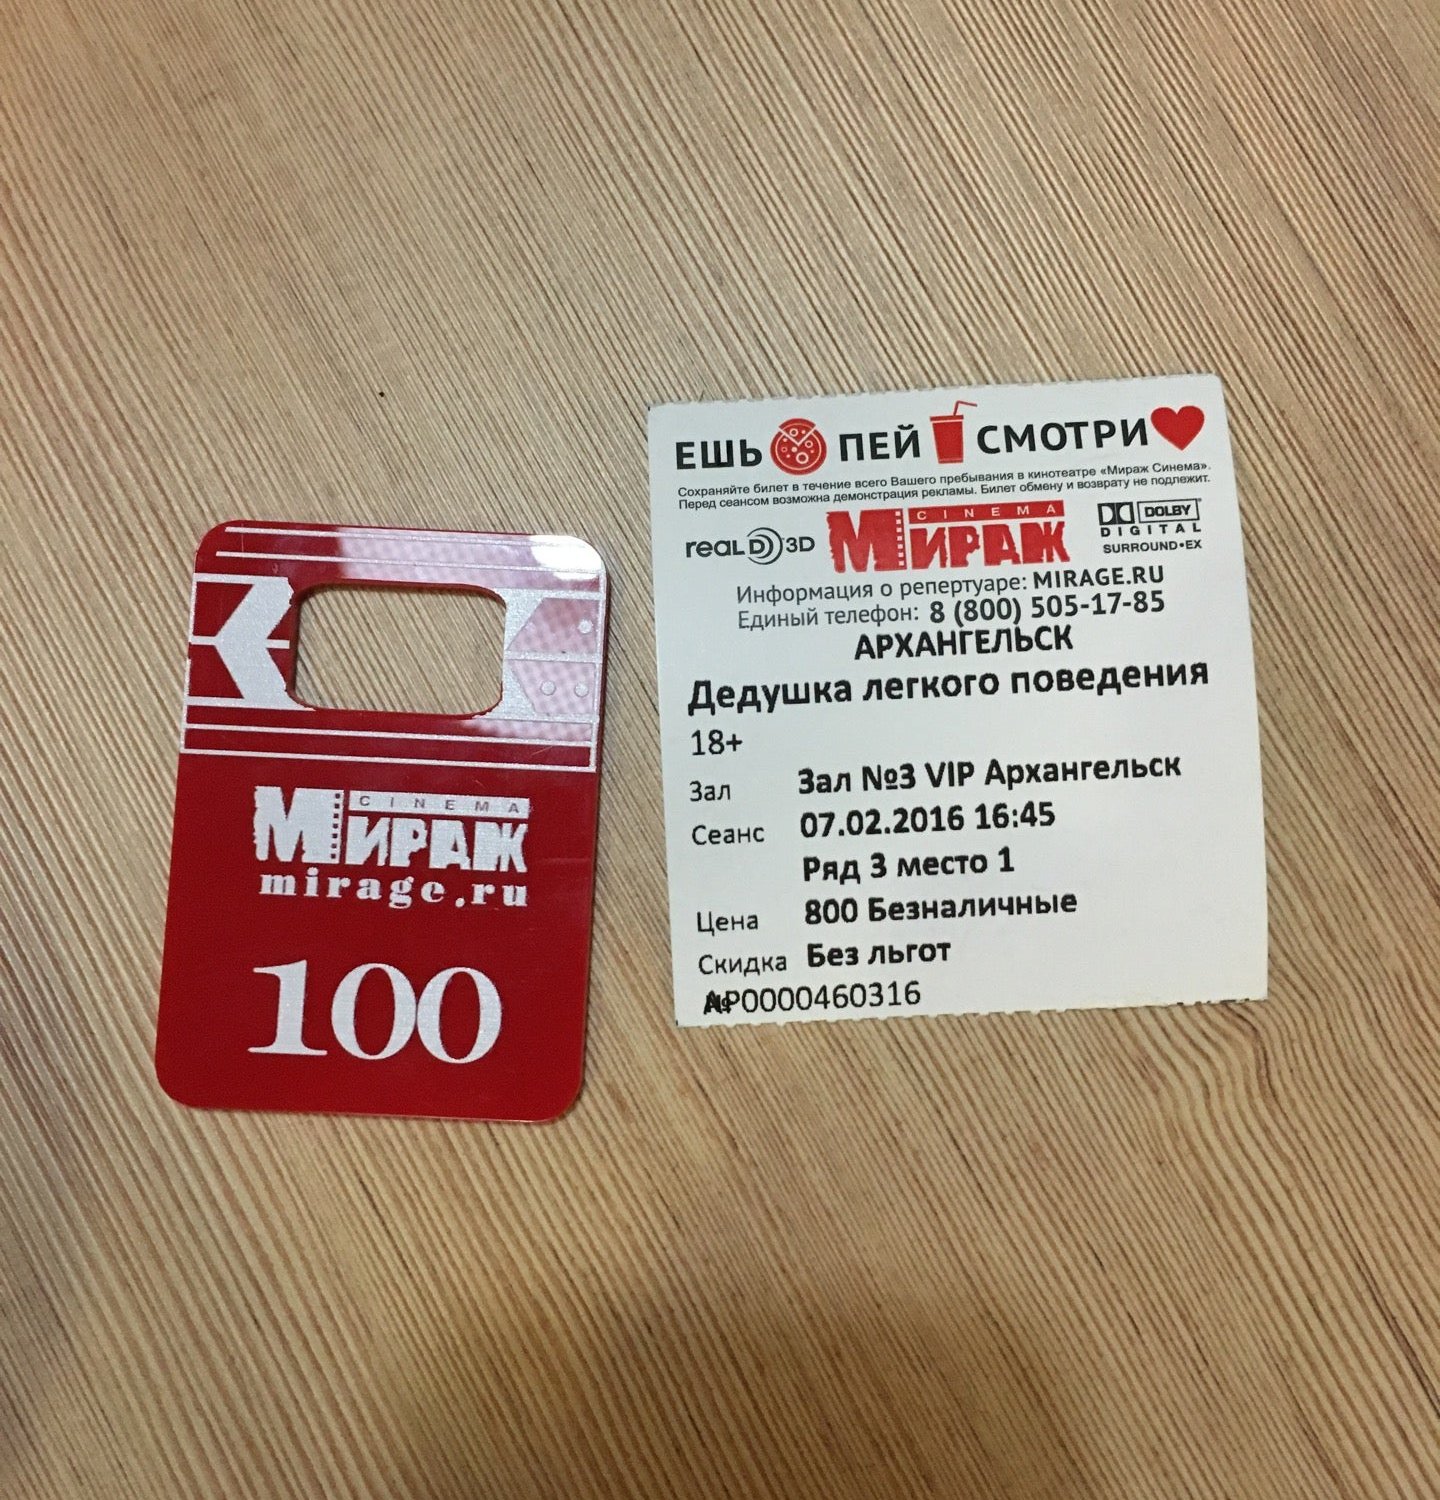 CINEMA
МИРАЖ
mirage.ru
100
ЕШЬ ПЕЙ СМОТРИ
Сохраняйте билет в течение всего Вашего пребывания в кинотеатре «Мираж Синема».
Перед сеансом возможна демонстрация рекламы. Билет обмену и возврату не подлежит.
REAL D 3D
CINEMA
МИРАЖ
DOLBY
DIGITAL
SURROUND•EX
Информация о репертуаре: MIRAGE.RU
Единый телефон: 8 (800) 505-17-85
АРХАНГЕЛЬСК
Дедушка легкого поведения
18+
Зал Зал №3 VIP Архангельск
Сеанс 07.02.2016 16:45
Ряд 3 место 1
Цена 800 Безналичные
Скидка Без льгот
№АР0000460316